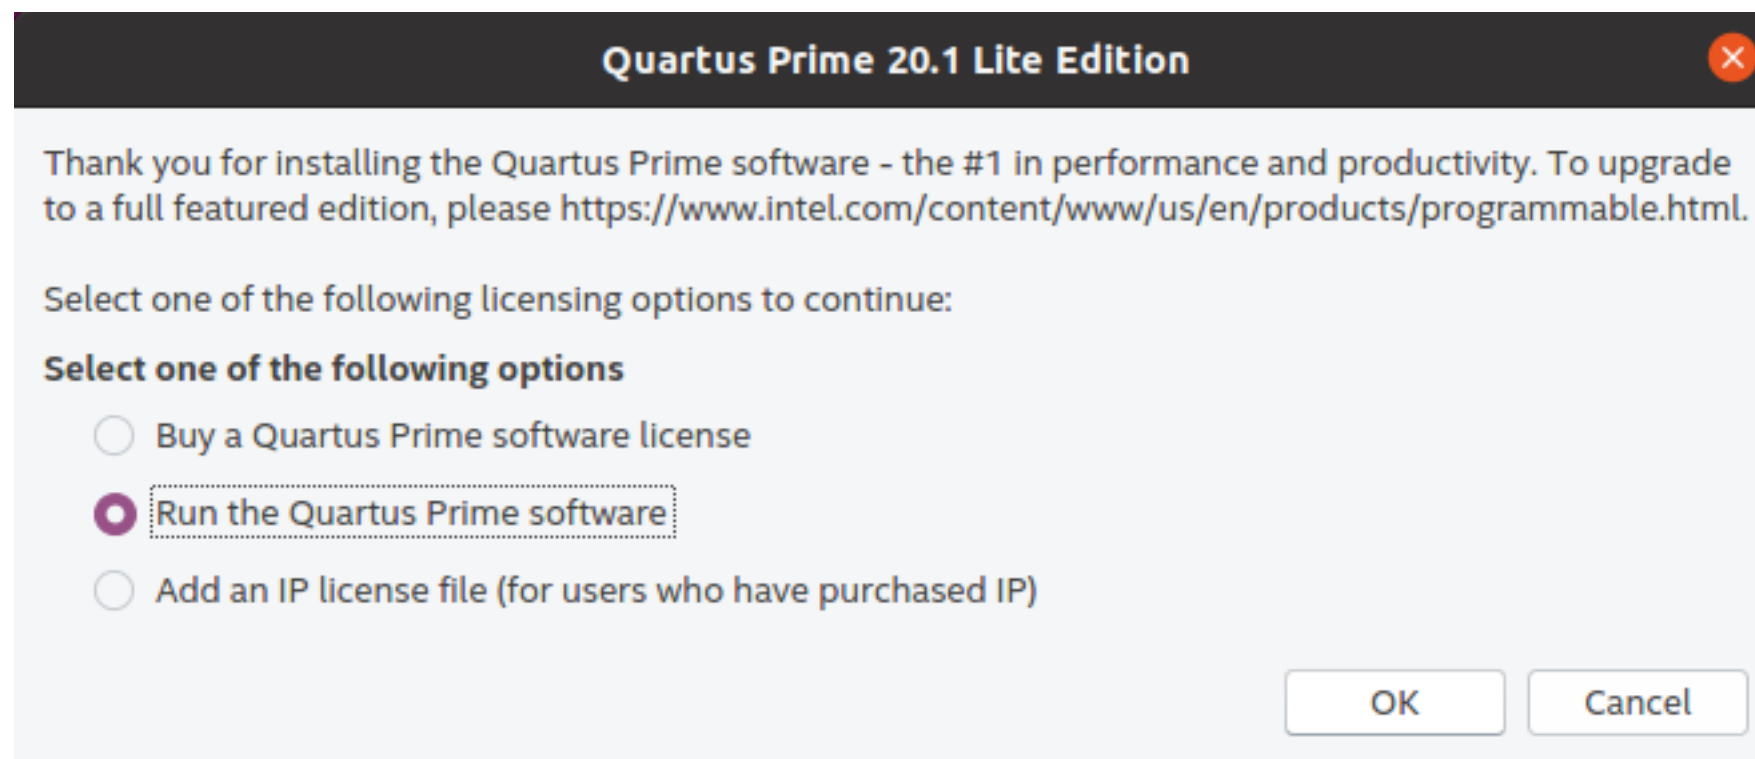 Quartus Prime 20.1 Lite Edition
Thank you for installing the Quartus Prime software - the #1 in performance and productivity. To upgrade
to a full featured edition, please https://www.intel.com/content/www/us/en/products/programmable.html.
Select one of the following licensing options to continue:
Select one of the following options
Buy a Quartus Prime software license
Run the Quartus Prime software
Add an IP license file (for users who have purchased IP)
OK
Cancel